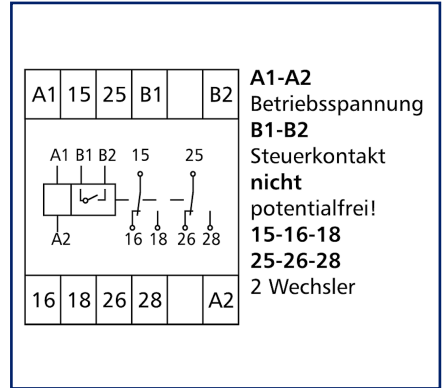 A1 15 25 B1 B2
A1 B1 B2 15 25
A2 16 18 26 28
16 18 26 28 A2
A1-A2
Betriebsspannung
B1-B2
Steuerkontakt
nicht
potentialfrei!
15-16-18
25-26-28
2 Wechsler